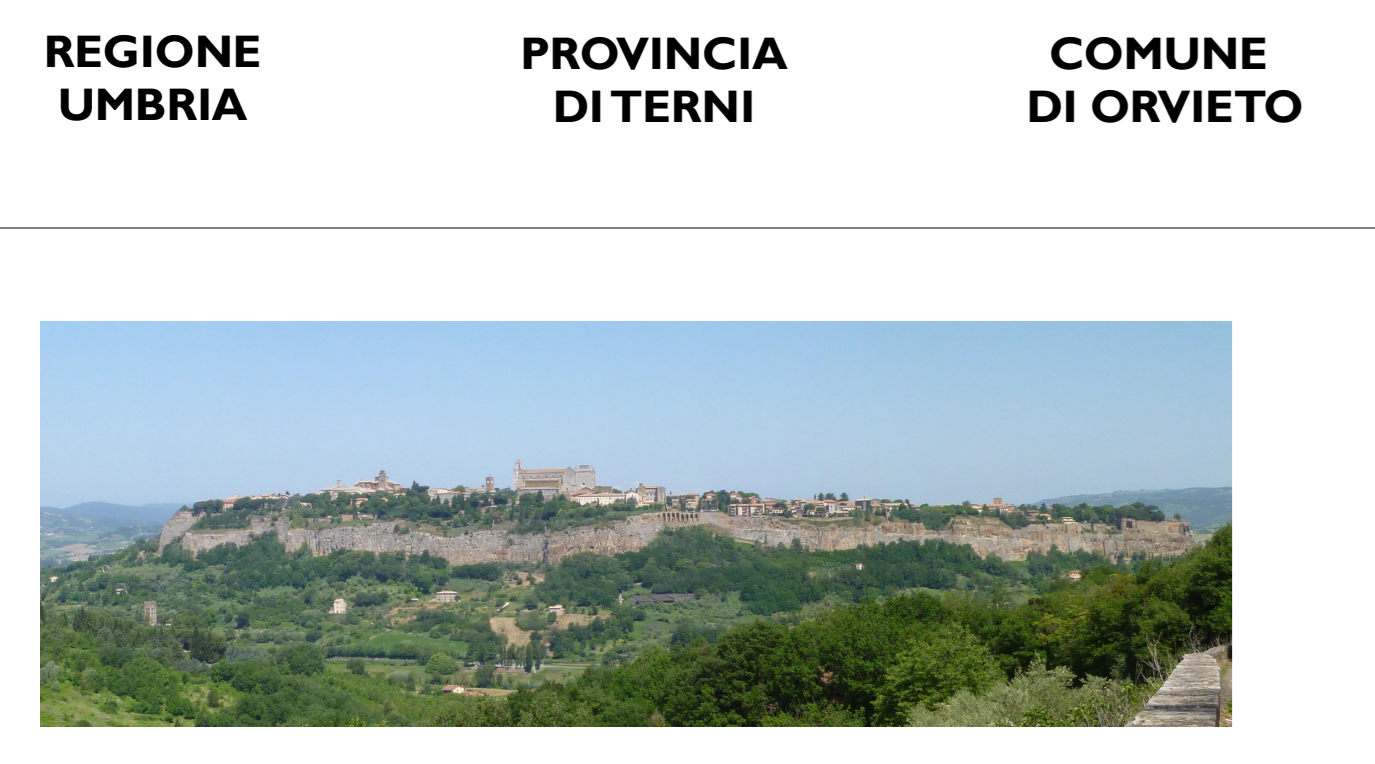 REGIONE
UMBRIA
PROVINCIA
DI TERNI
COMUNE
DI ORVIETO